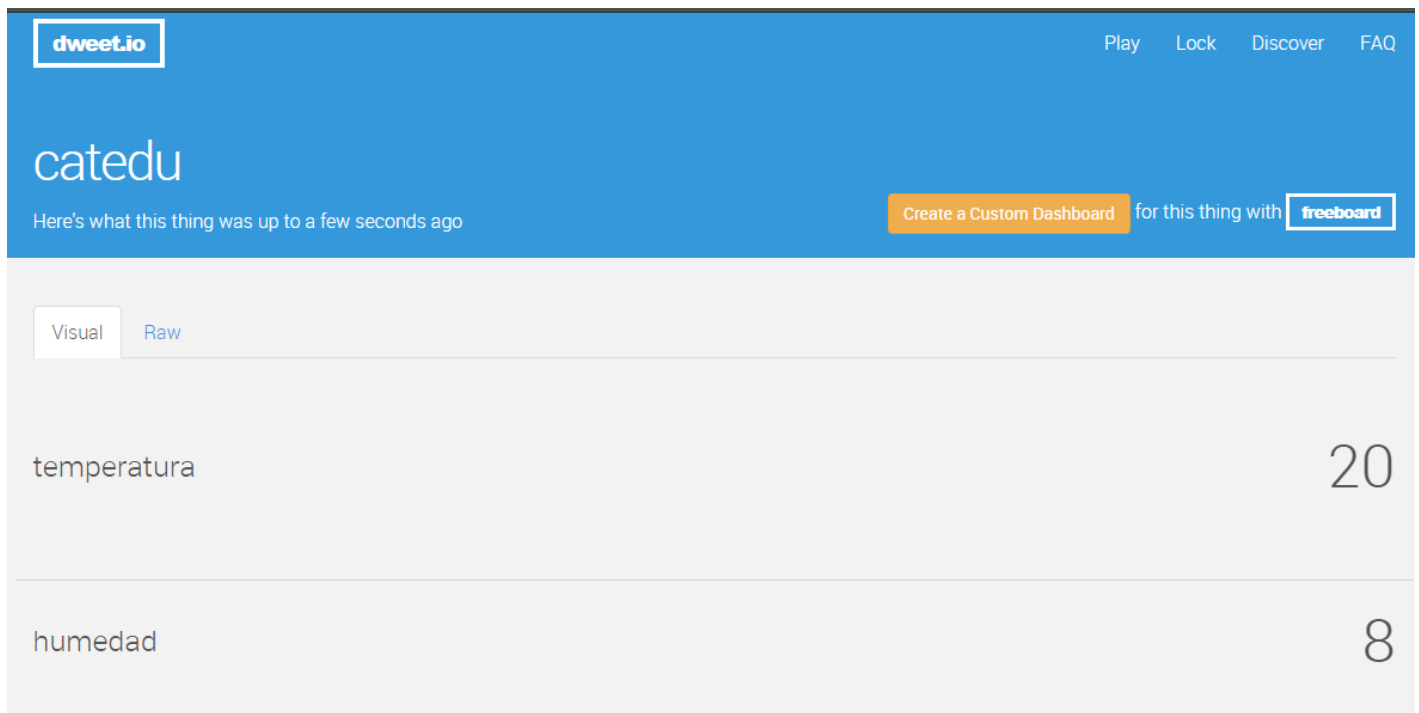 dweet.io
Play Lock Discover FAQ
catedu
Here's what this thing was up to a few seconds ago
Create a Custom Dashboard for this thing with freeboard
Visual Raw
temperatura 20
humedad 8